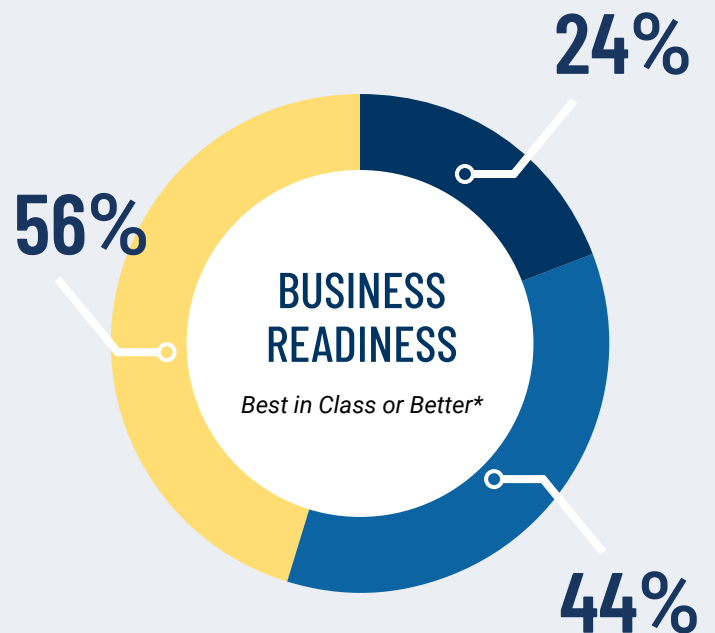 24%
56%
BUSINESS
READINESS
Best in Class or Better*
44%